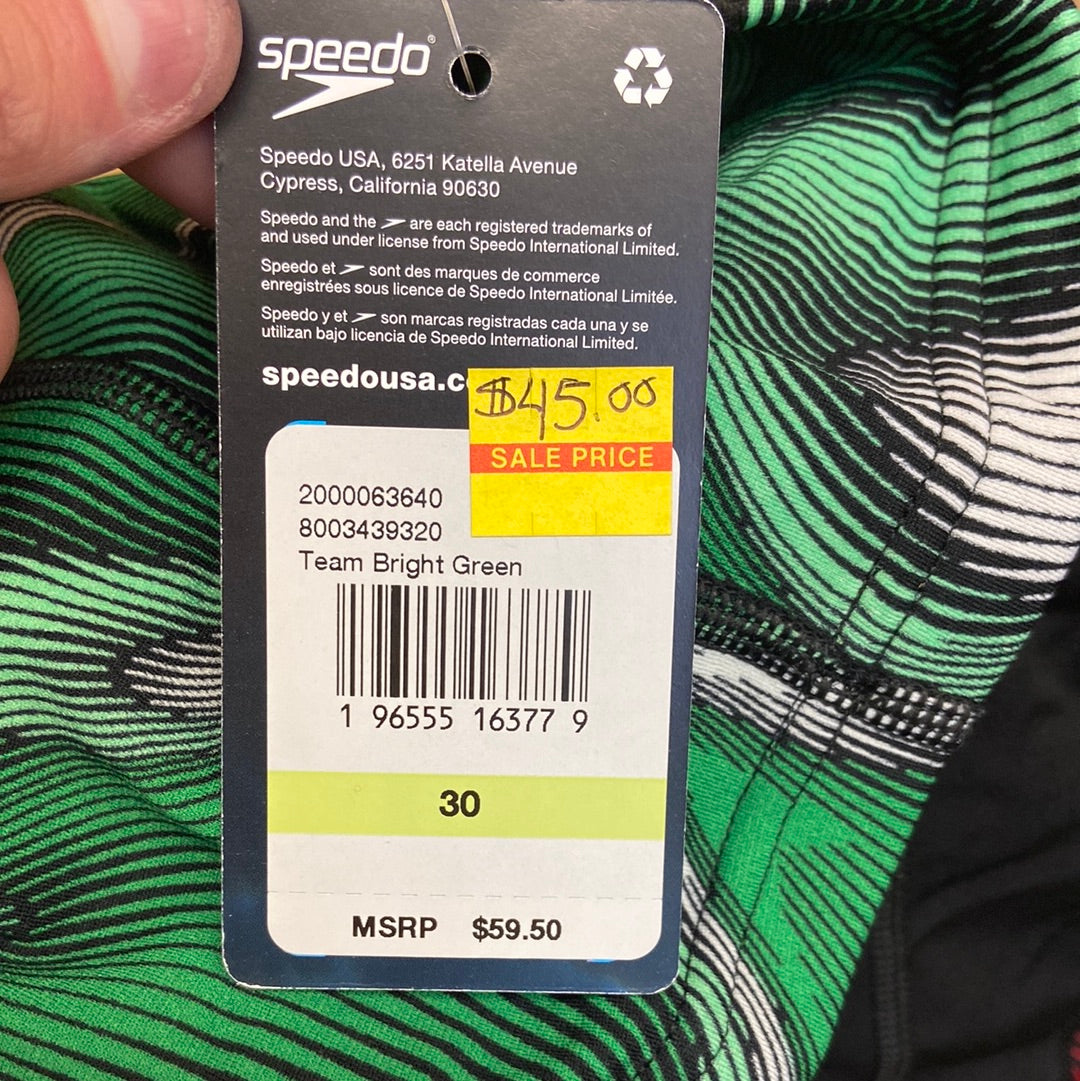 speedo®
Speedo USA, 6251 Katella Avenue
Cypress, California 90630
Speedo and the are each registered trademarks of
and used under license from Speedo International Limited.
Speedo et sont des marques de commerce
enregistrées sous licence de Speedo International Limitée.
Speedo y et son marcas registradas cada una y se
utilizan bajo licencia de Speedo International Limited.
speedousa.c
$45.00
SALE PRICE
2000063640
8003439320
Team Bright Green
1 96555 16377 9
30
MSRP $59.50